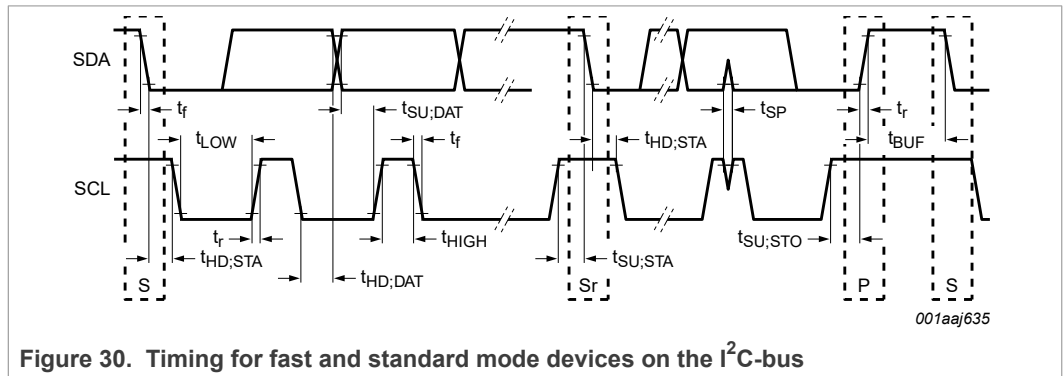 SDA
t_f
t_SU;DAT
t_SP
t_r
t_LOW
t_f
t_HD;STA
t_BUF
SCL
t_r
t_HIGH
t_SU;STO
t_HD;STA
t_HD;DAT
t_SU;STA
S
Sr
P
S
001aaj635
Figure 30. Timing for fast and standard mode devices on the I²C-bus